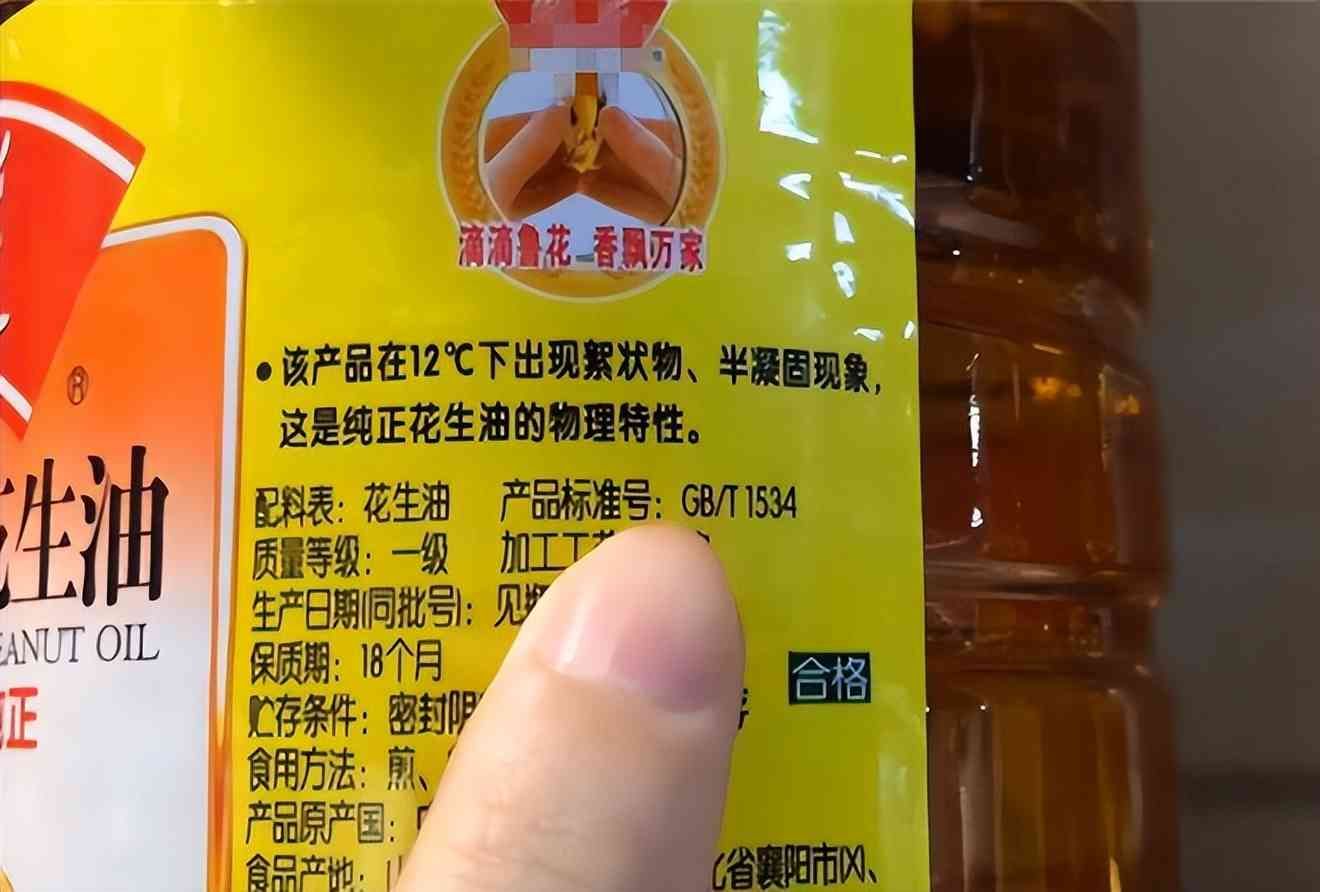 滴滴鲁花 香飘万家
•该产品在12℃下出现絮状物、半凝固现象，
这是纯正花生油的物理特性。
®
生油
配料表：花生油 产品标准号：GB/T 1534
质量等级：一级 加工工
生产日期(同批号)：见
保质期：18个月
合格
贮存条件：密封
食用方法：煎、
产品原产国：
食品产地：
省襄阳市(X)、
EANUT OIL
正